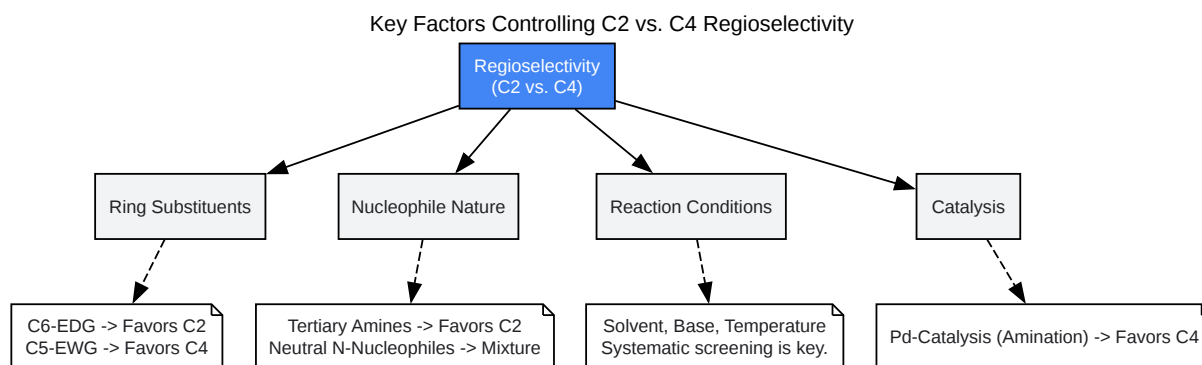 Key Factors Controlling C2 vs. C4 Regioselectivity
Regioselectivity
(C2 vs. C4)
Ring Substituents
Nucleophile Nature
Reaction Conditions
Catalysis
C6-EDG -> Favors C2
C5-EWG -> Favors C4
Tertiary Amines -> Favors C2
Neutral N-Nucleophiles -> Mixture
Solvent, Base, Temperature
Systematic screening is key.
Pd-Catalysis (Amination) -> Favors C4